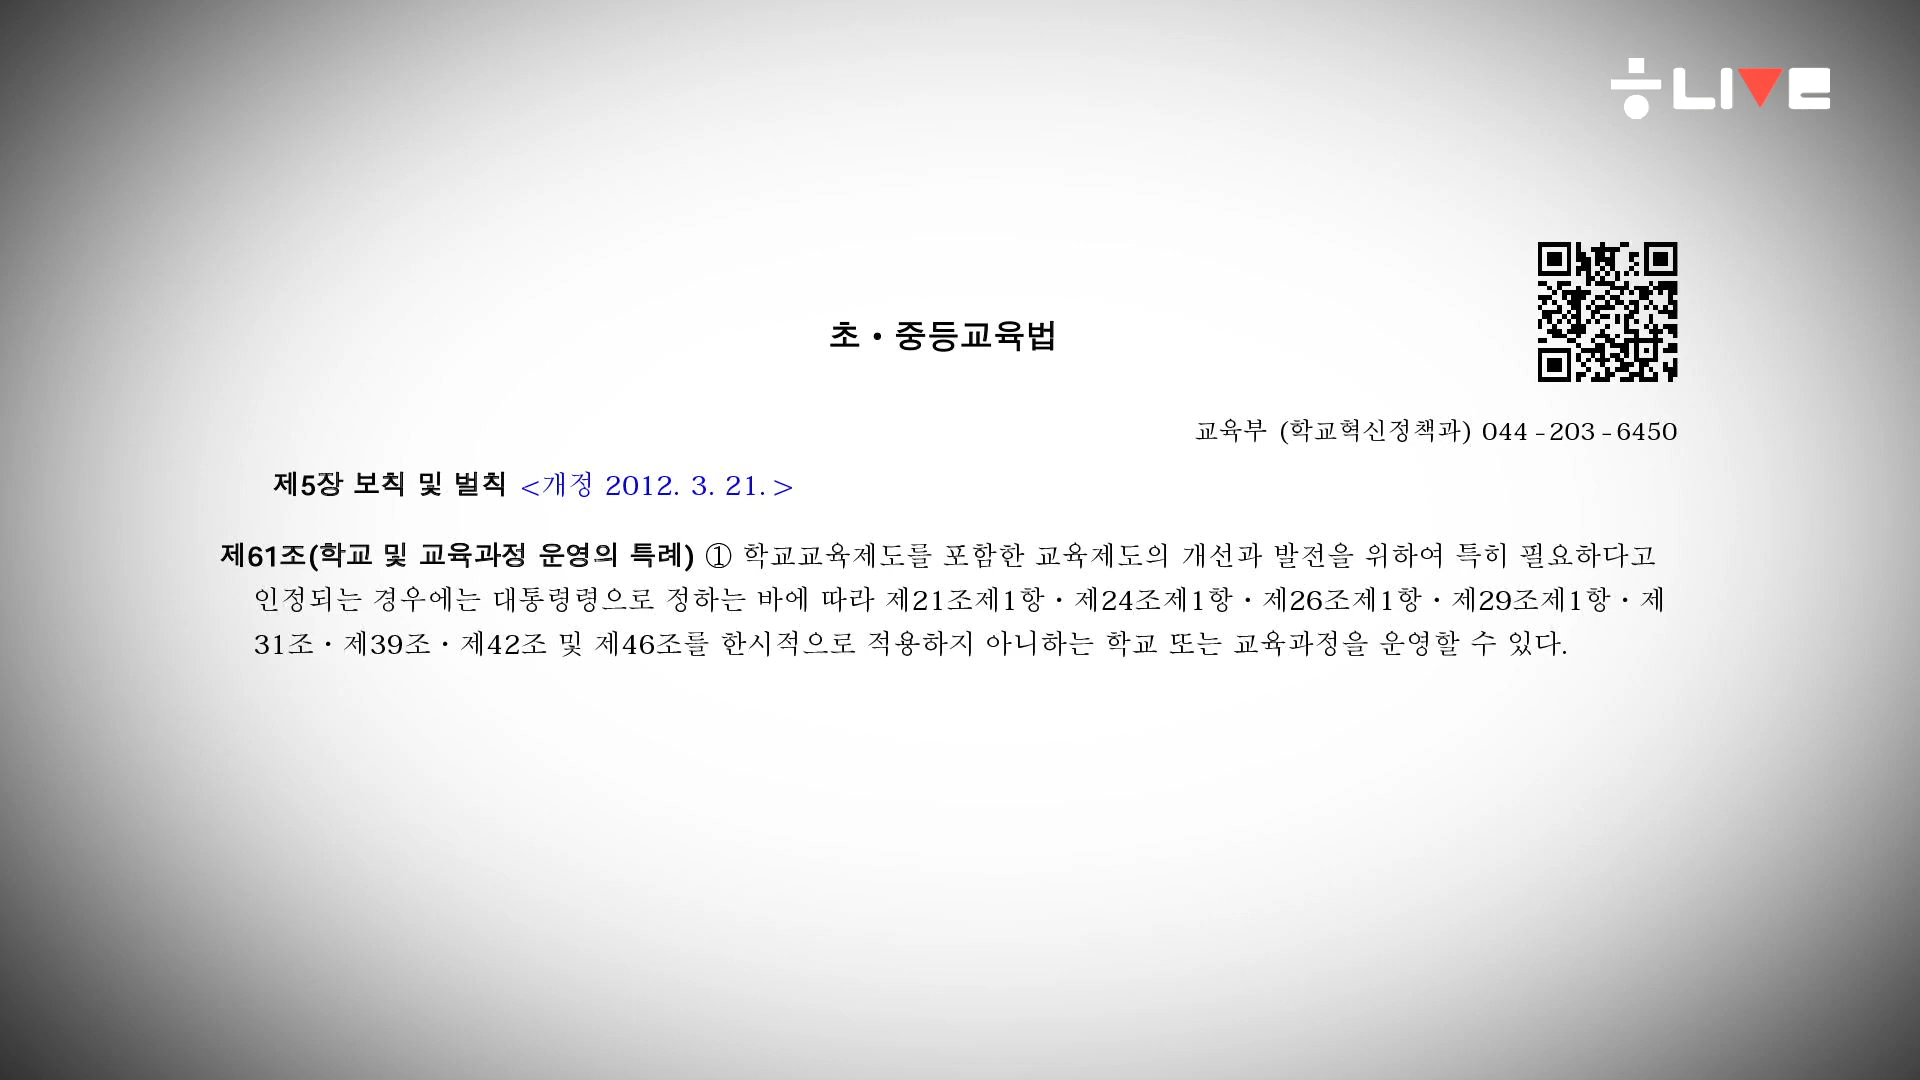 LIVE
초 · 중등교육법
교육부 (학교혁신정책과) 044-203-6450
제5장 보칙 및 벌칙 <개정 2012. 3. 21.>
제61조(학교 및 교육과정 운영의 특례) ① 학교교육제도를 포함한 교육제도의 개선과 발전을 위하여 특히 필요하다고
인정되는 경우에는 대통령령으로 정하는 바에 따라 제21조제1항 · 제24조제1항 · 제26조제1항 · 제29조제1항 · 제
31조 · 제39조 · 제42조 및 제46조를 한시적으로 적용하지 아니하는 학교 또는 교육과정을 운영할 수 있다.